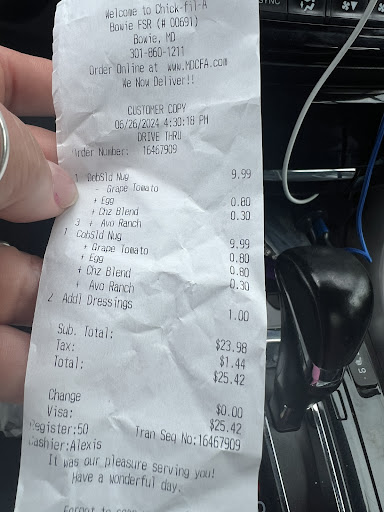 Welcome to Chick-fil-A
Bowie FSR (# 00691)
Bowie, MD
301-860-1211
Order Online at www.MDCFA.com
We Now Deliver!!
CUSTOMER COPY
06/26/2024 4:30:18 PM
DRIVE THRU
Order Number: 16467909
1 CobSld Nug 9.99
- Grape Tomato
+ Egg 0.80
+ Chz Blend 0.30
3 + Avo Ranch
1 CobSld Nug 9.99
+ Grape Tomato 0.80
+ Egg 0.80
+ Chz Blend 0.30
+ Avo Ranch
2 Addl Dressings 1.00
Sub. Total: $23.98
Tax: $1.44
Total: $25.42
Change $0.00
Visa: $25.42
Register:50 Tran Seq No:16467909
Cashier:Alexis
It was our pleasure serving you!
Have a wonderful day.
SYNC